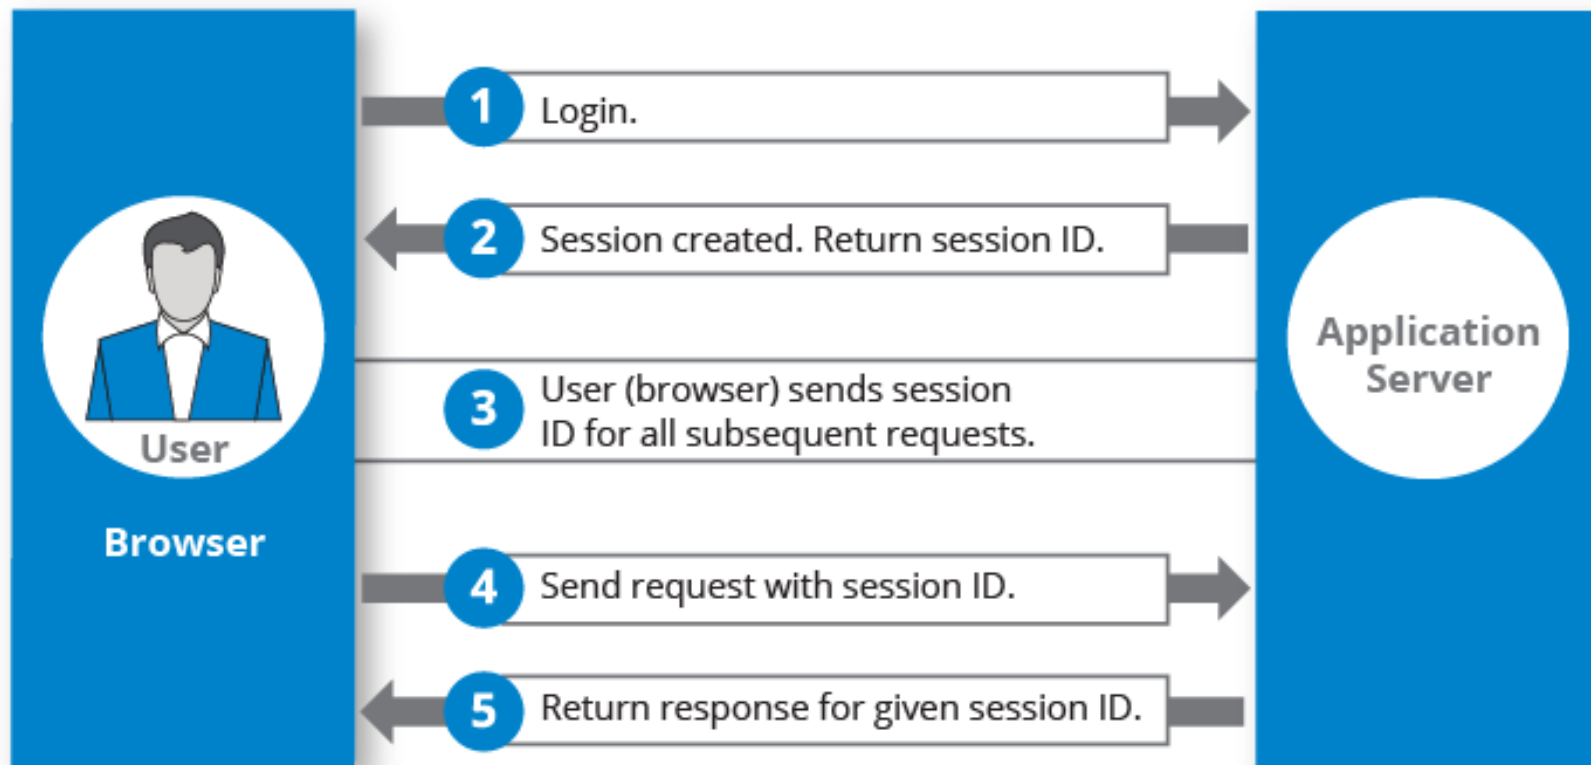 1 Login.
2 Session created. Return session ID.
3 User (browser) sends session
ID for all subsequent requests.
User
Browser
Application
Server
4 Send request with session ID.
5 Return response for given session ID.